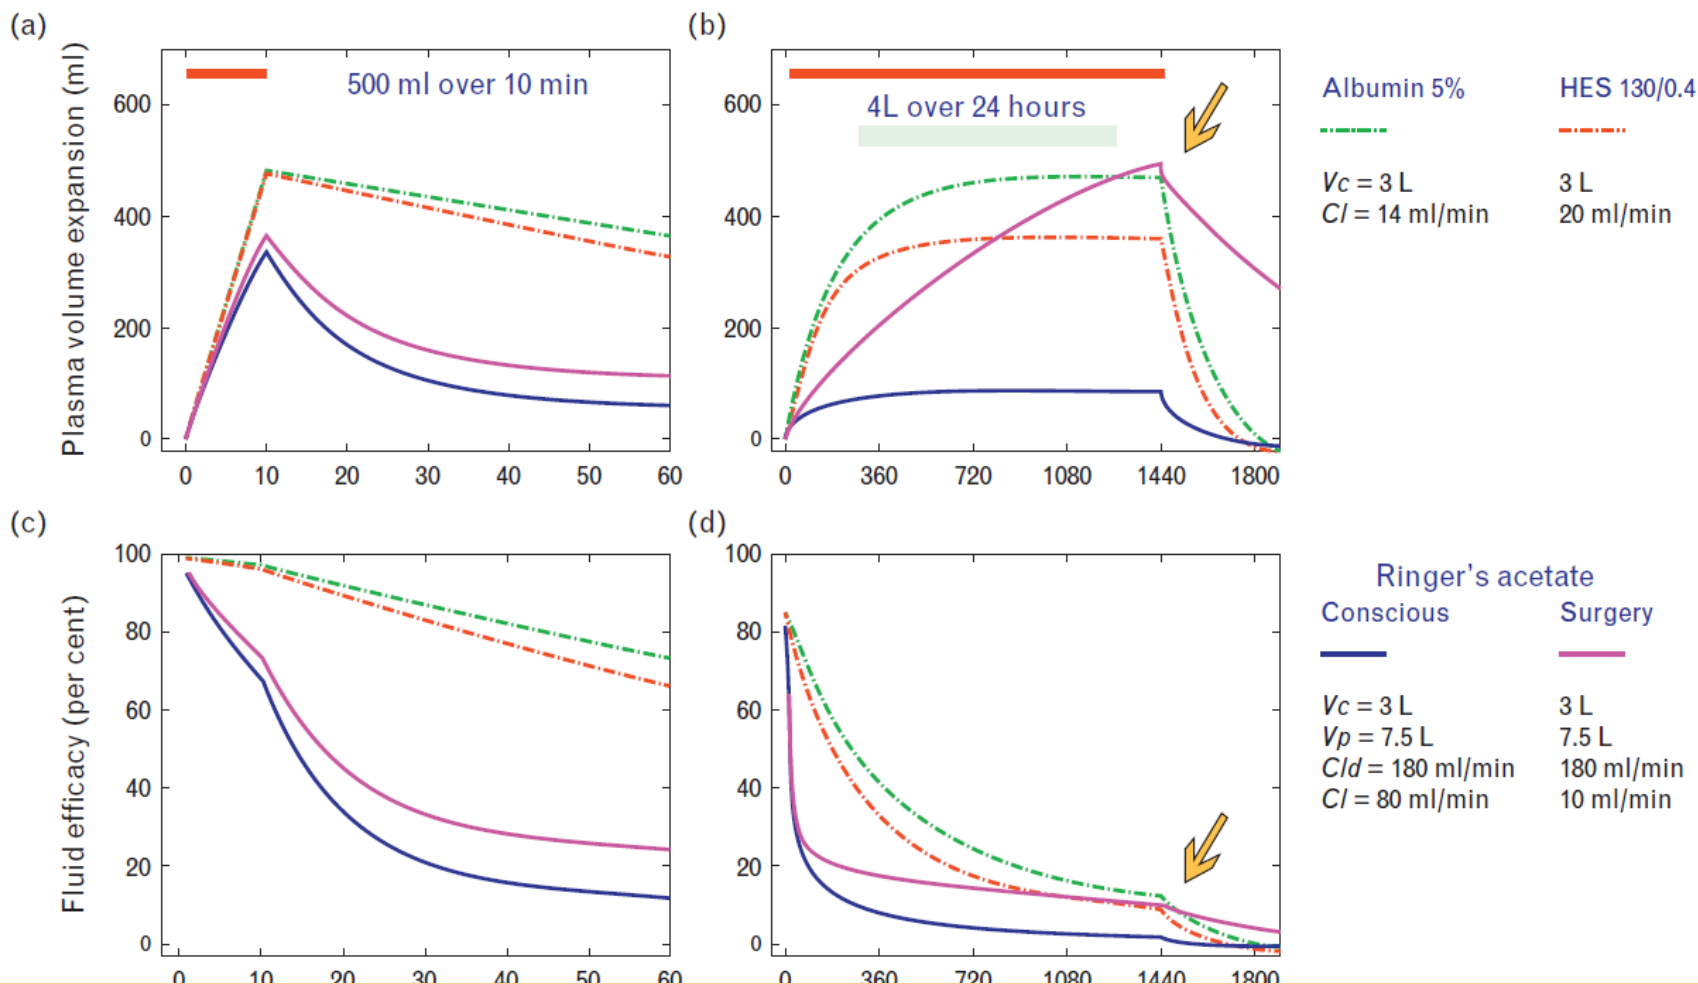 (a)
Plasma volume expansion (ml)
500 ml over 10 min
600
400
200
0
0 10 20 30 40 50 60
(b)
4L over 24 hours
600
400
200
0
0 360 720 1080 1440 1800
Albumin 5% HES 130/0.4
Vc = 3 L 3 L
Cl = 14 ml/min 20 ml/min
(c)
Fluid efficacy (per cent)
100
80
60
40
20
0
0 10 20 30 40 50 60
(d)
100
80
60
40
20
0
0 360 720 1080 1440 1800
Ringer's acetate
Conscious Surgery
Vc = 3 L 3 L
Vp = 7.5 L 7.5 L
Cld = 180 ml/min 180 ml/min
Cl = 80 ml/min 10 ml/min